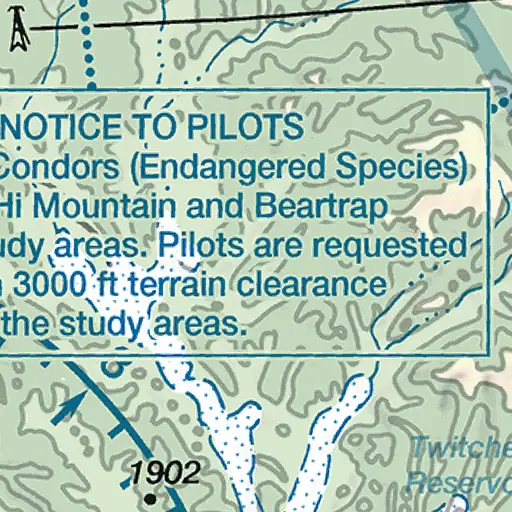 NOTICE TO PILOTS
Condors (Endangered Species)
Hi Mountain and Beartrap
udy areas. Pilots are requested
3000 ft terrain clearance
the study areas.
1902
Twitche
Reservo